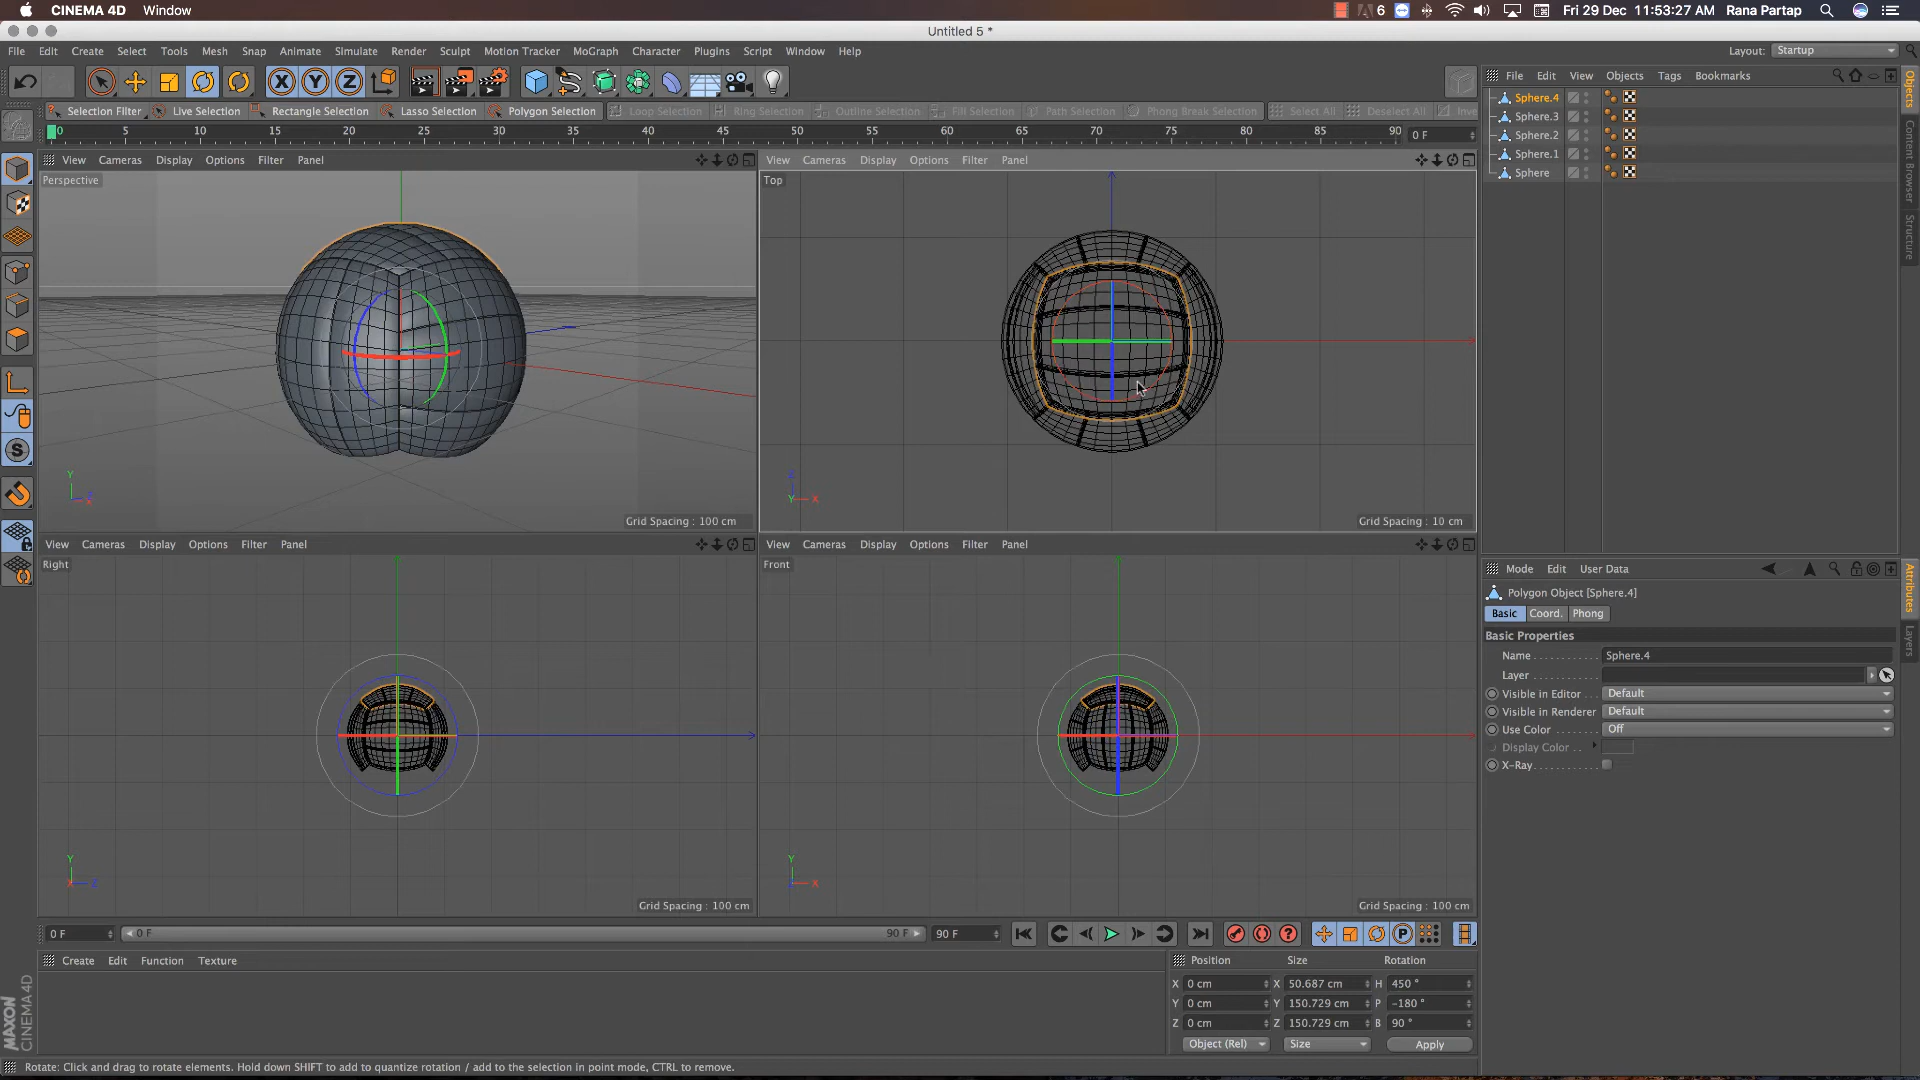 CINEMA 4D Window
6 Fri 29 Dec 11:53:27 AM Rana Partap
Untitled 5 *
File Edit Create Select Tools Mesh Snap Animate Simulate Render Sculpt Motion Tracker MoGraph Character Plugins Script Window Help
Layout: Startup
X Y Z
File Edit View Objects Tags Bookmarks
Selection Filter Live Selection Rectangle Selection Lasso Selection Polygon Selection Loop Selection Ring Selection Outline Selection Fill Selection Path Selection Phong Break Selection Select All Deselect All Inve
0 5 10 15 20 25 30 35 40 45 50 55 60 65 70 75 80 85 90 0 F
Sphere.4
Sphere.3
Sphere.2
Sphere.1
Sphere
Objects
Content Browser
Structure
View Cameras Display Options Filter Panel
Perspective
Y
Grid Spacing : 100 cm
View Cameras Display Options Filter Panel
Top
Y X
Grid Spacing : 10 cm
View Cameras Display Options Filter Panel
Right
Y
Grid Spacing : 100 cm
View Cameras Display Options Filter Panel
Front
Y
X
Grid Spacing : 100 cm
Mode Edit User Data
Polygon Object [Sphere.4]
Basic Coord. Phong
Basic Properties
Name Sphere.4
Layer
Visible in Editor Default
Visible in Renderer Default
Use Color Off
Display Color
X-Ray
Attributes
Layers
0 F 0 F 90 F 90 F
Create Edit Function Texture
Position Size Rotation
X 0 cm X 50.687 cm H 450 °
Y 0 cm Y 150.729 cm P -180 °
Z 0 cm Z 150.729 cm B 90 °
Object (Rel) Size Apply
MAXON
CINEMA 4D
Rotate: Click and drag to rotate elements. Hold down SHIFT to add to quantize rotation / add to the selection in point mode, CTRL to remove.